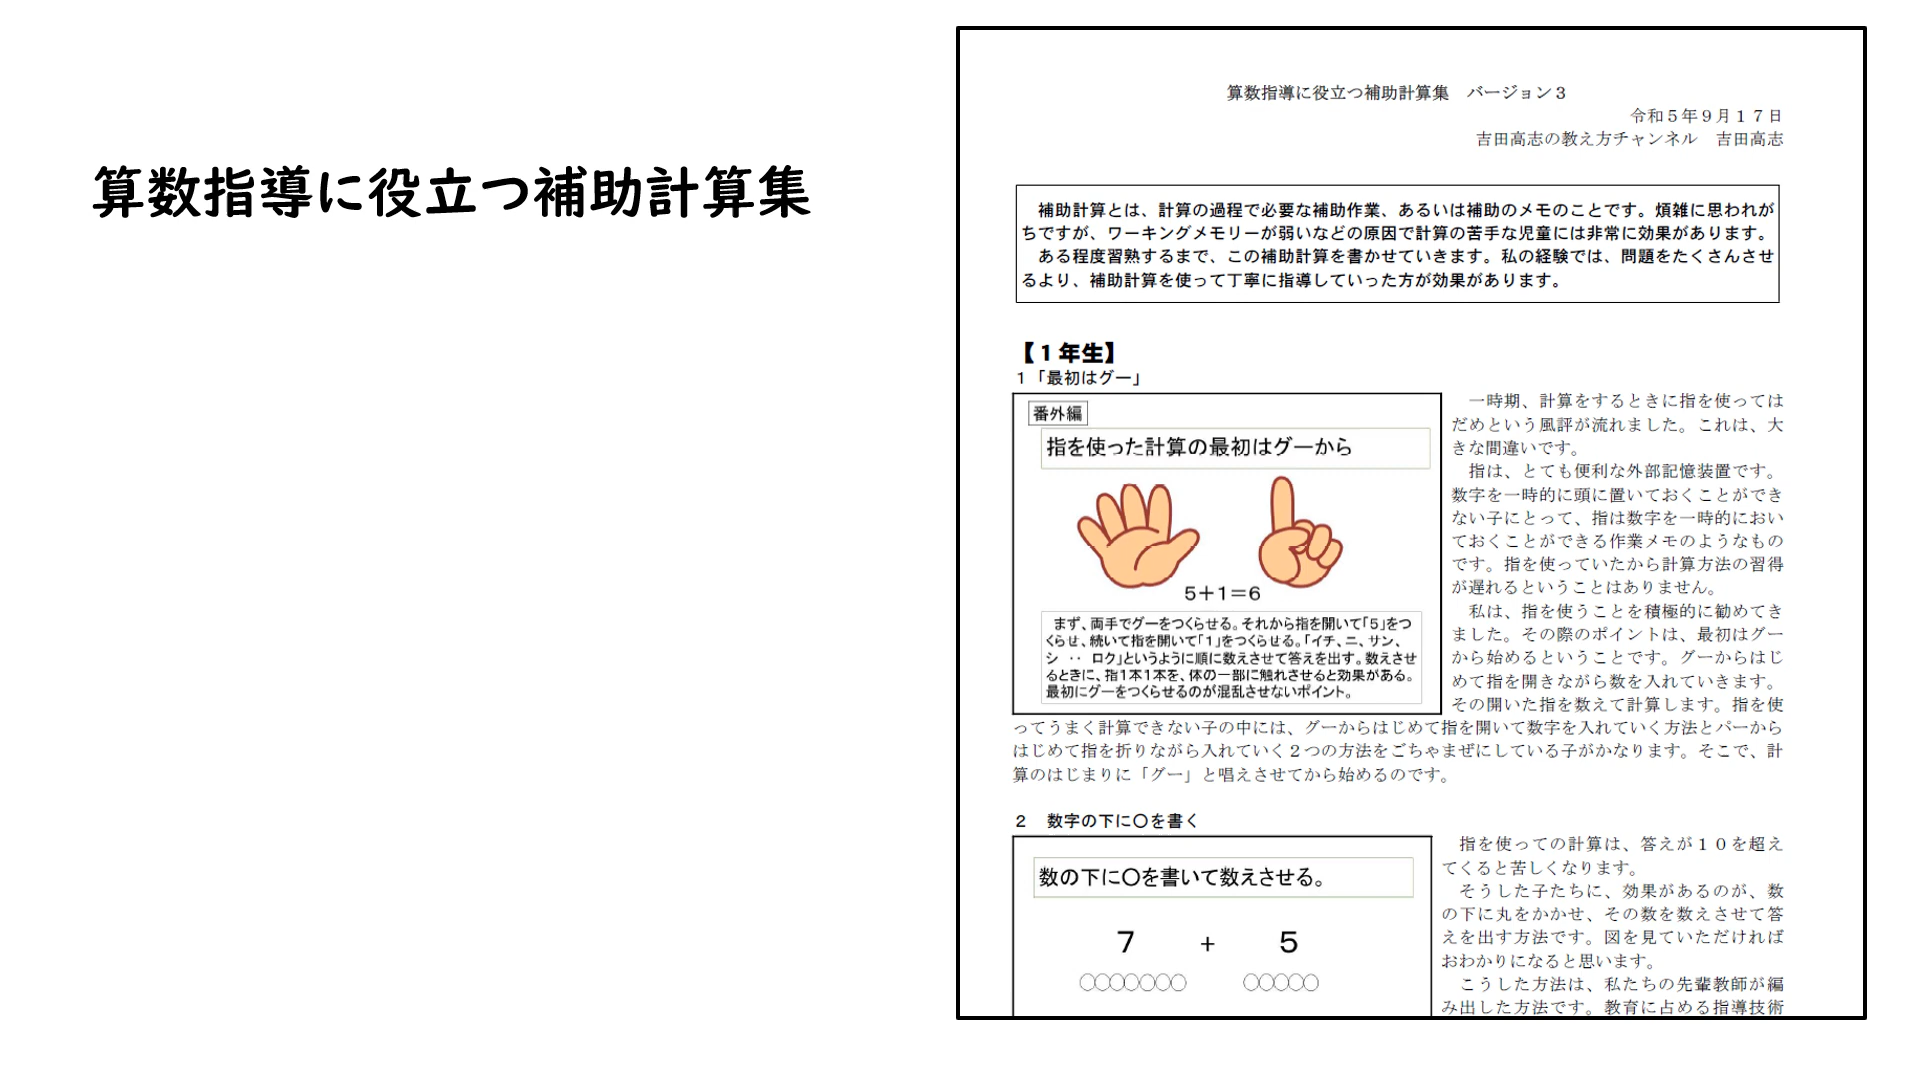 算数指導に役立つ補助計算集
算数指導に役立つ補助計算集　バージョン３
令和５年９月１７日
吉田高志の教え方チャンネル　吉田高志
　補助計算とは、計算の過程で必要な補助作業、あるいは補助のメモのことです。煩雑に思われが
ちですが、ワーキングメモリーが弱いなどの原因で計算の苦手な児童には非常に効果があります。
　ある程度習熟するまで、この補助計算を書かせていきます。私の経験では、問題をたくさんさせ
るより、補助計算を使って丁寧に指導していった方が効果があります。
【１年生】
１「最初はグー」
番外編
指を使った計算の最初はグーから
5＋1＝6
　まず、両手でグーをつくらせる。それから指を開いて「5」をつ
くらせ、続いて指を開いて「1」をつくらせる。「イチ、ニ、サン、
シ ‥ ロク」というように順に数えさせて答えを出す。数えさせ
るときに、指1本1本を、体の一部に触れさせると効果がある。
最初にグーをつくらせるのが混乱させないポイント。
　一時期、計算をするときに指を使っては
だめという風評が流れました。これは、大
きな間違いです。
　指は、とても便利な外部記憶装置です。
数字を一時的に頭に置いておくことができ
ない子にとって、指は数字を一時的におい
ておくことができる作業メモのようなもの
です。指を使っていたから計算方法の習得
が遅れるということはありません。
　私は、指を使うことを積極的に勧めてき
ました。その際のポイントは、最初はグー
から始めるということです。グーからはじ
めて指を開きながら数を入れていきます。
その開いた指を数えて計算します。指を使
ってうまく計算できない子の中には、グーからはじめて指を開いて数字を入れていく方法とパーから
はじめて指を折りながら入れていく２つの方法をごちゃまぜにしている子がかなります。そこで、計
算のはじまりに「グー」と唱えさせてから始めるのです。
２　数字の下に〇を書く
数の下に〇を書いて数えさせる。
7 + 5
○○○○○○○ ○○○○○
　指を使っての計算は、答えが１０を超え
てくると苦しくなります。
　そうした子たちに、効果があるのが、数
の下に丸をかかせ、その数を数えさせて答
えを出す方法です。図を見ていただければ
おわかりになると思います。
　こうした方法は、私たちの先輩教師が編
み出した方法です。教育に占める指導技術